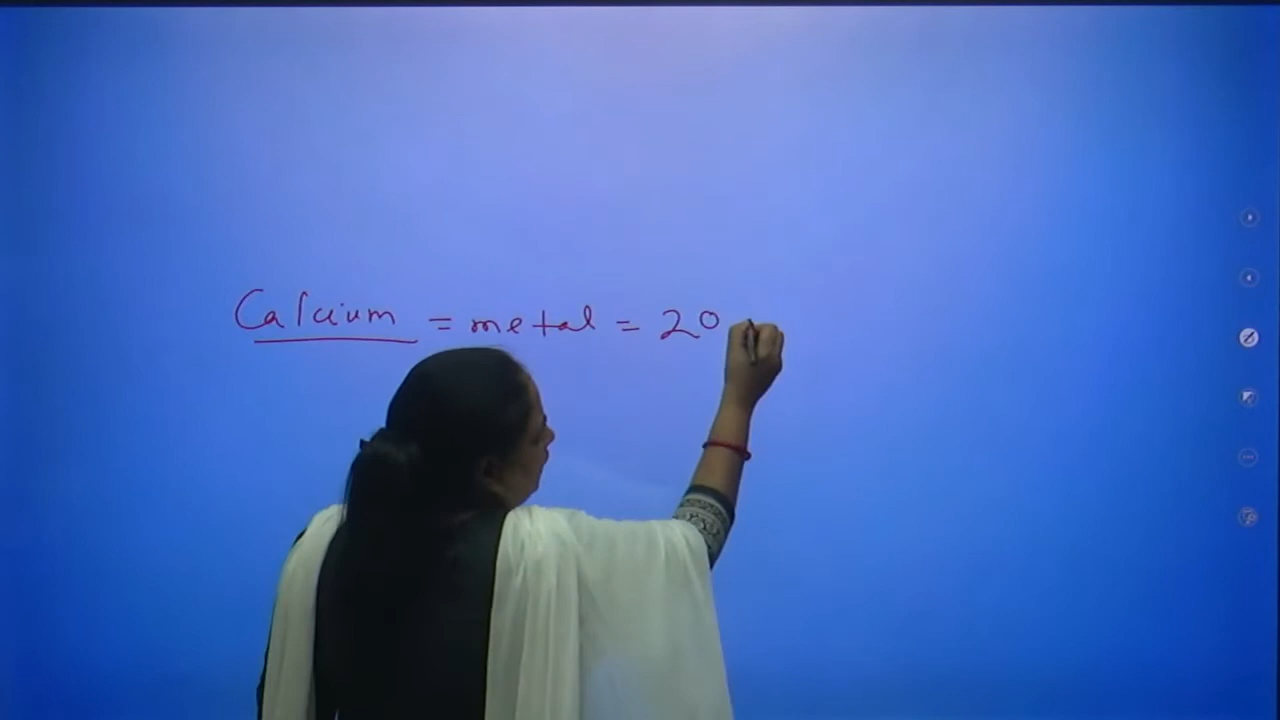 Calcium = metal = 20